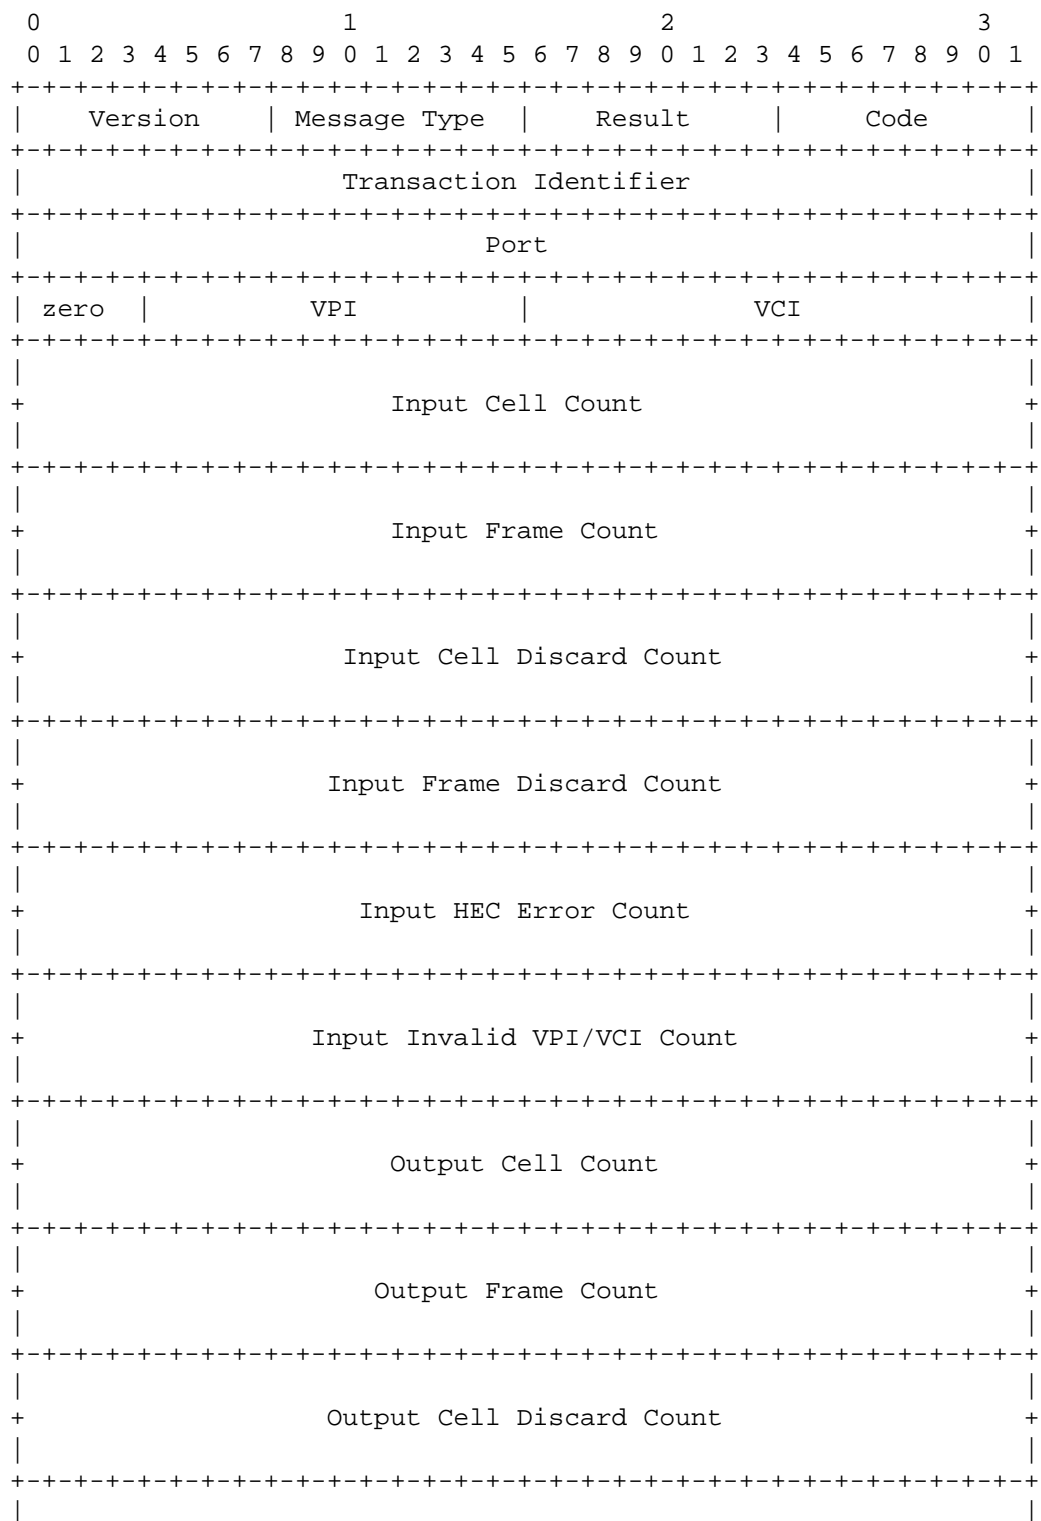 0                   1                   2                   3
 0 1 2 3 4 5 6 7 8 9 0 1 2 3 4 5 6 7 8 9 0 1 2 3 4 5 6 7 8 9 0 1
+-+-+-+-+-+-+-+-+-+-+-+-+-+-+-+-+-+-+-+-+-+-+-+-+-+-+-+-+-+-+-+-+
|    Version    | Message Type  |    Result     |     Code      |
+-+-+-+-+-+-+-+-+-+-+-+-+-+-+-+-+-+-+-+-+-+-+-+-+-+-+-+-+-+-+-+-+
|                    Transaction Identifier                     |
+-+-+-+-+-+-+-+-+-+-+-+-+-+-+-+-+-+-+-+-+-+-+-+-+-+-+-+-+-+-+-+-+
|                             Port                              |
+-+-+-+-+-+-+-+-+-+-+-+-+-+-+-+-+-+-+-+-+-+-+-+-+-+-+-+-+-+-+-+-+
| zero  |          VPI          |              VCI              |
+-+-+-+-+-+-+-+-+-+-+-+-+-+-+-+-+-+-+-+-+-+-+-+-+-+-+-+-+-+-+-+-+
|                                                               |
+                       Input Cell Count                        +
|                                                               |
+-+-+-+-+-+-+-+-+-+-+-+-+-+-+-+-+-+-+-+-+-+-+-+-+-+-+-+-+-+-+-+-+
|                                                               |
+                       Input Frame Count                       +
|                                                               |
+-+-+-+-+-+-+-+-+-+-+-+-+-+-+-+-+-+-+-+-+-+-+-+-+-+-+-+-+-+-+-+-+
|                                                               |
+                    Input Cell Discard Count                   +
|                                                               |
+-+-+-+-+-+-+-+-+-+-+-+-+-+-+-+-+-+-+-+-+-+-+-+-+-+-+-+-+-+-+-+-+
|                                                               |
+                   Input Frame Discard Count                   +
|                                                               |
+-+-+-+-+-+-+-+-+-+-+-+-+-+-+-+-+-+-+-+-+-+-+-+-+-+-+-+-+-+-+-+-+
|                                                               |
+                     Input HEC Error Count                     +
|                                                               |
+-+-+-+-+-+-+-+-+-+-+-+-+-+-+-+-+-+-+-+-+-+-+-+-+-+-+-+-+-+-+-+-+
|                                                               |
+                  Input Invalid VPI/VCI Count                  +
|                                                               |
+-+-+-+-+-+-+-+-+-+-+-+-+-+-+-+-+-+-+-+-+-+-+-+-+-+-+-+-+-+-+-+-+
|                                                               |
+                       Output Cell Count                       +
|                                                               |
+-+-+-+-+-+-+-+-+-+-+-+-+-+-+-+-+-+-+-+-+-+-+-+-+-+-+-+-+-+-+-+-+
|                                                               |
+                      Output Frame Count                       +
|                                                               |
+-+-+-+-+-+-+-+-+-+-+-+-+-+-+-+-+-+-+-+-+-+-+-+-+-+-+-+-+-+-+-+-+
|                                                               |
+                   Output Cell Discard Count                   +
|                                                               |
+-+-+-+-+-+-+-+-+-+-+-+-+-+-+-+-+-+-+-+-+-+-+-+-+-+-+-+-+-+-+-+-+
|                                                               |